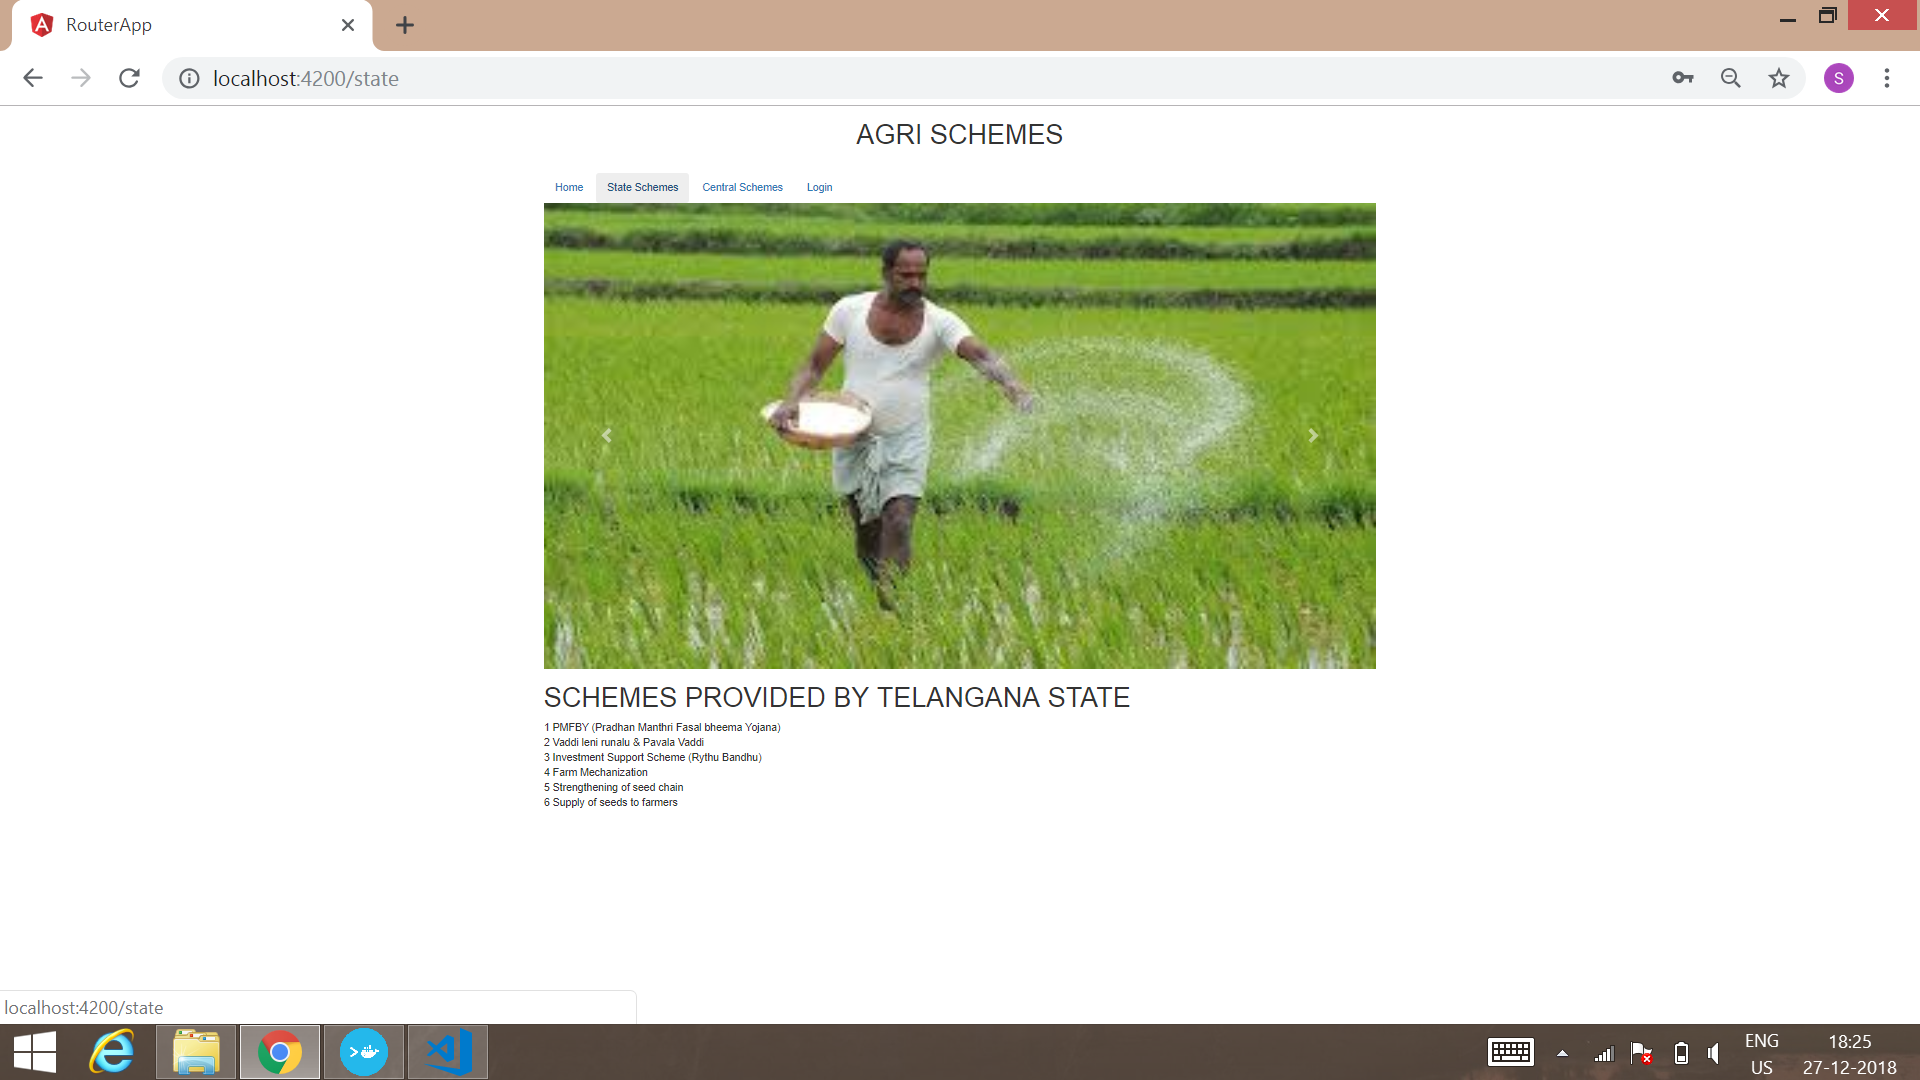 RouterApp
localhost:4200/state
S
AGRI SCHEMES
Home State Schemes Central Schemes Login
SCHEMES PROVIDED BY TELANGANA STATE
1 PMFBY (Pradhan Manthri Fasal bheema Yojana)
2 Vaddi leni runalu & Pavala Vaddi
3 Investment Support Scheme (Rythu Bandhu)
4 Farm Mechanization
5 Strengthening of seed chain
6 Supply of seeds to farmers
localhost:4200/state
ENG 18:25
US 27-12-2018